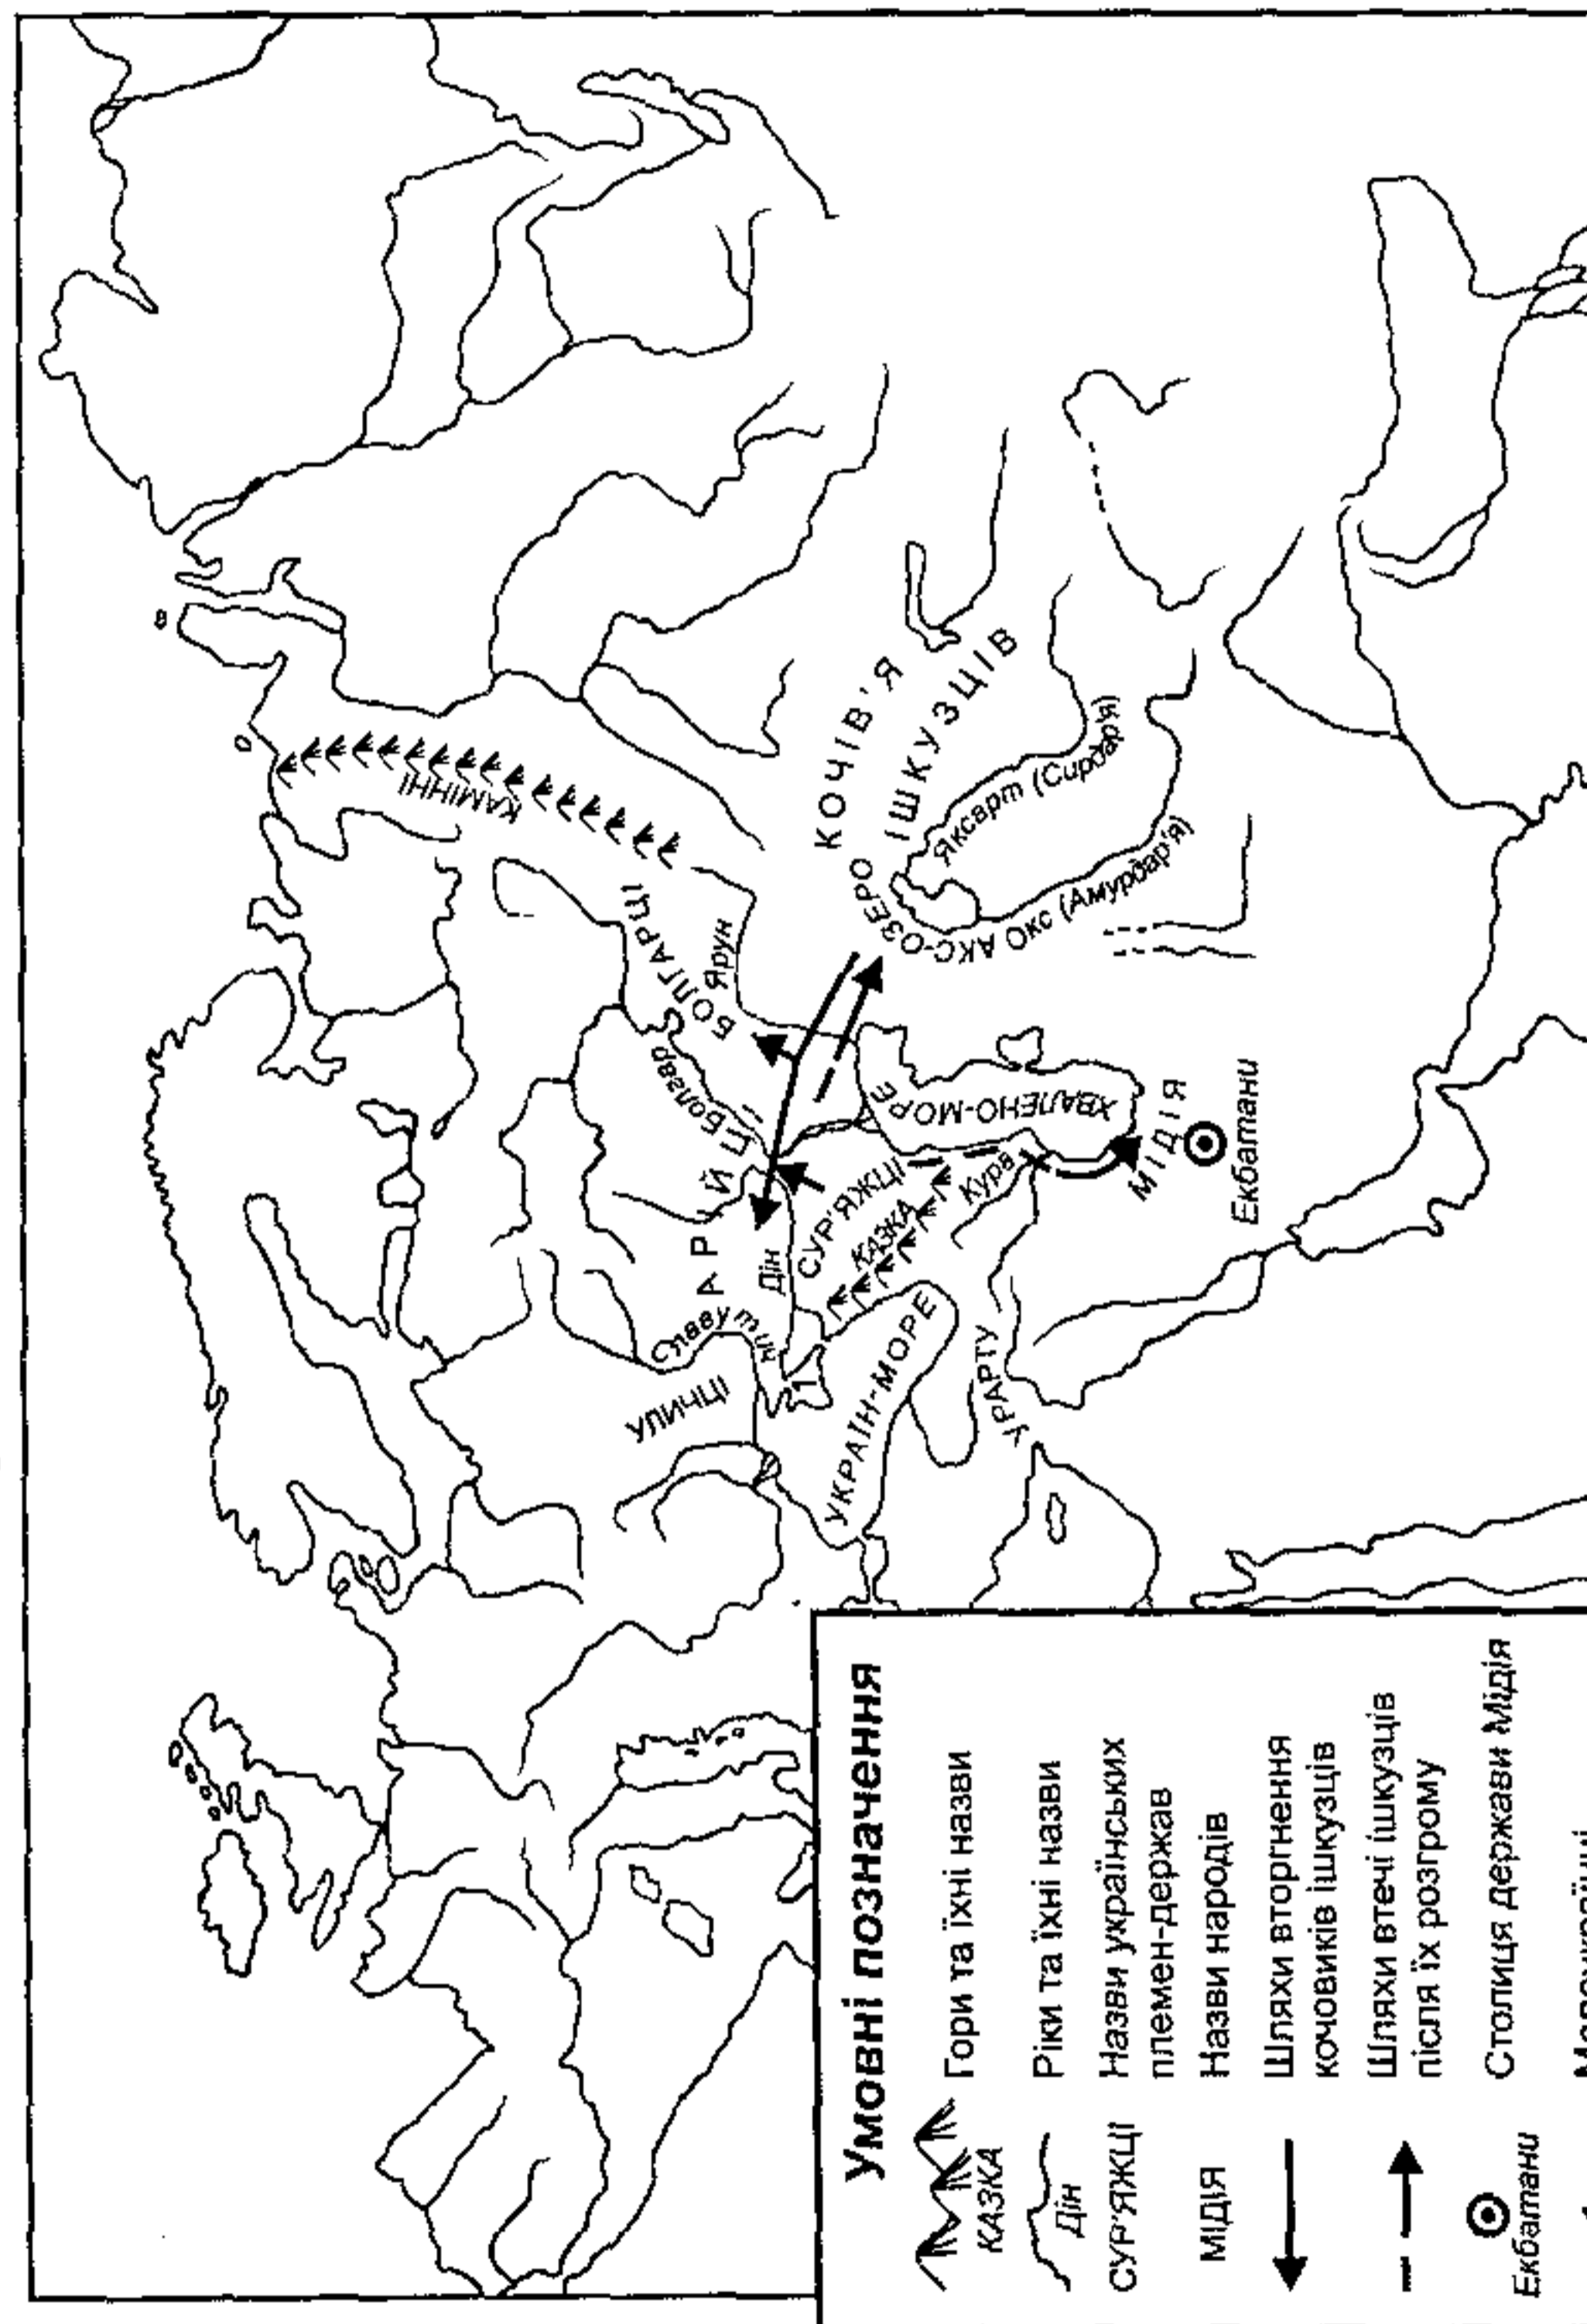 КАМІННІ
КОЧІВ'Я
ІШКУЗЦІВ
БОЛГАРЦІ
Ярун
Болгар
АКС-ОЗЕРО
Яксарт (Сирдар'я)
Окс (Амурдар'я)
АРІЙЦІ
Славутич
Дін
УЛИЧЦІ
СУР'ЯЖЦІ
КАЗКА
Кура
ХВАЛЕНО-МОРЕ
УКРАЇН-МОРЕ
УРАРТУ
МІДІЯ
Екбатани
1
Умовні позначення
КАЗКА
Гори та їхні назви
Дін
Ріки та їхні назви
СУР'ЯЖЦІ
Назви українських
племен-держав
МІДІЯ
Назви народів
Шляхи вторгнення
кочовиків ішкузців
Шляхи втечі ішкузців
після їх розгрому
Екбатани
Столиця держави Мідія